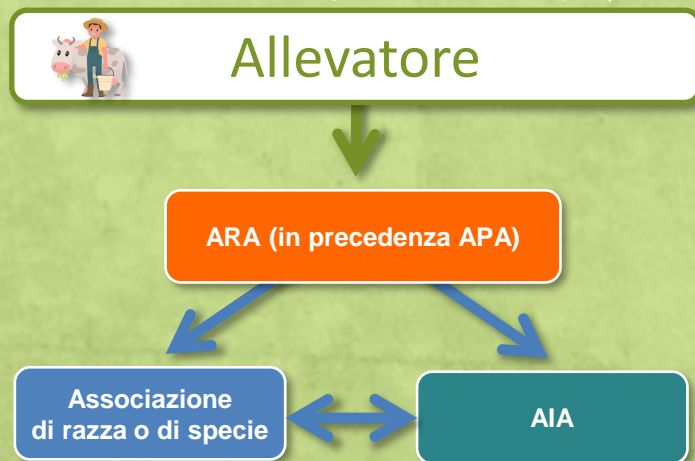 Allevatore
ARA (in precedenza APA)
Associazione
di razza o di specie
AIA